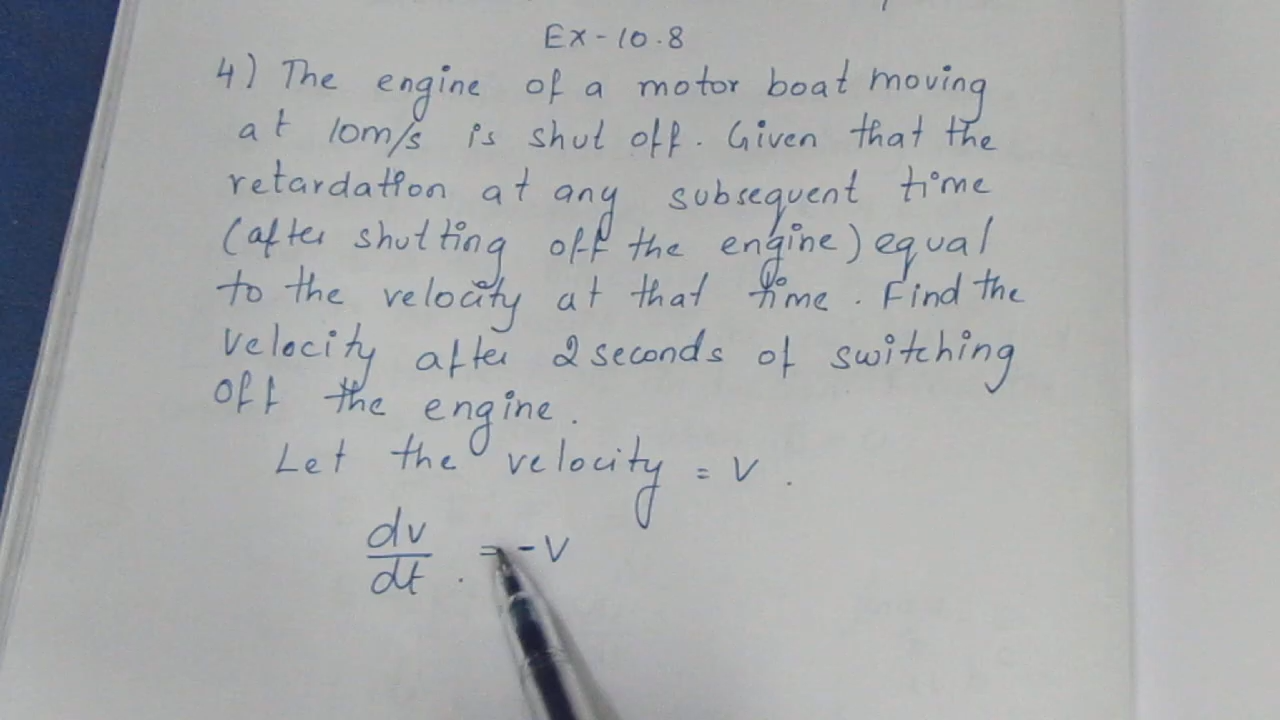 Ex-10.8
4) The engine of a motor boat moving
at 10m/s is shut off. Given that the
retardation at any subsequent time
(after shutting off the engine) equal
to the velocity at that time. Find the
velocity after 2 seconds of switching
off the engine.
Let the velocity = v.
dv/dt = -v